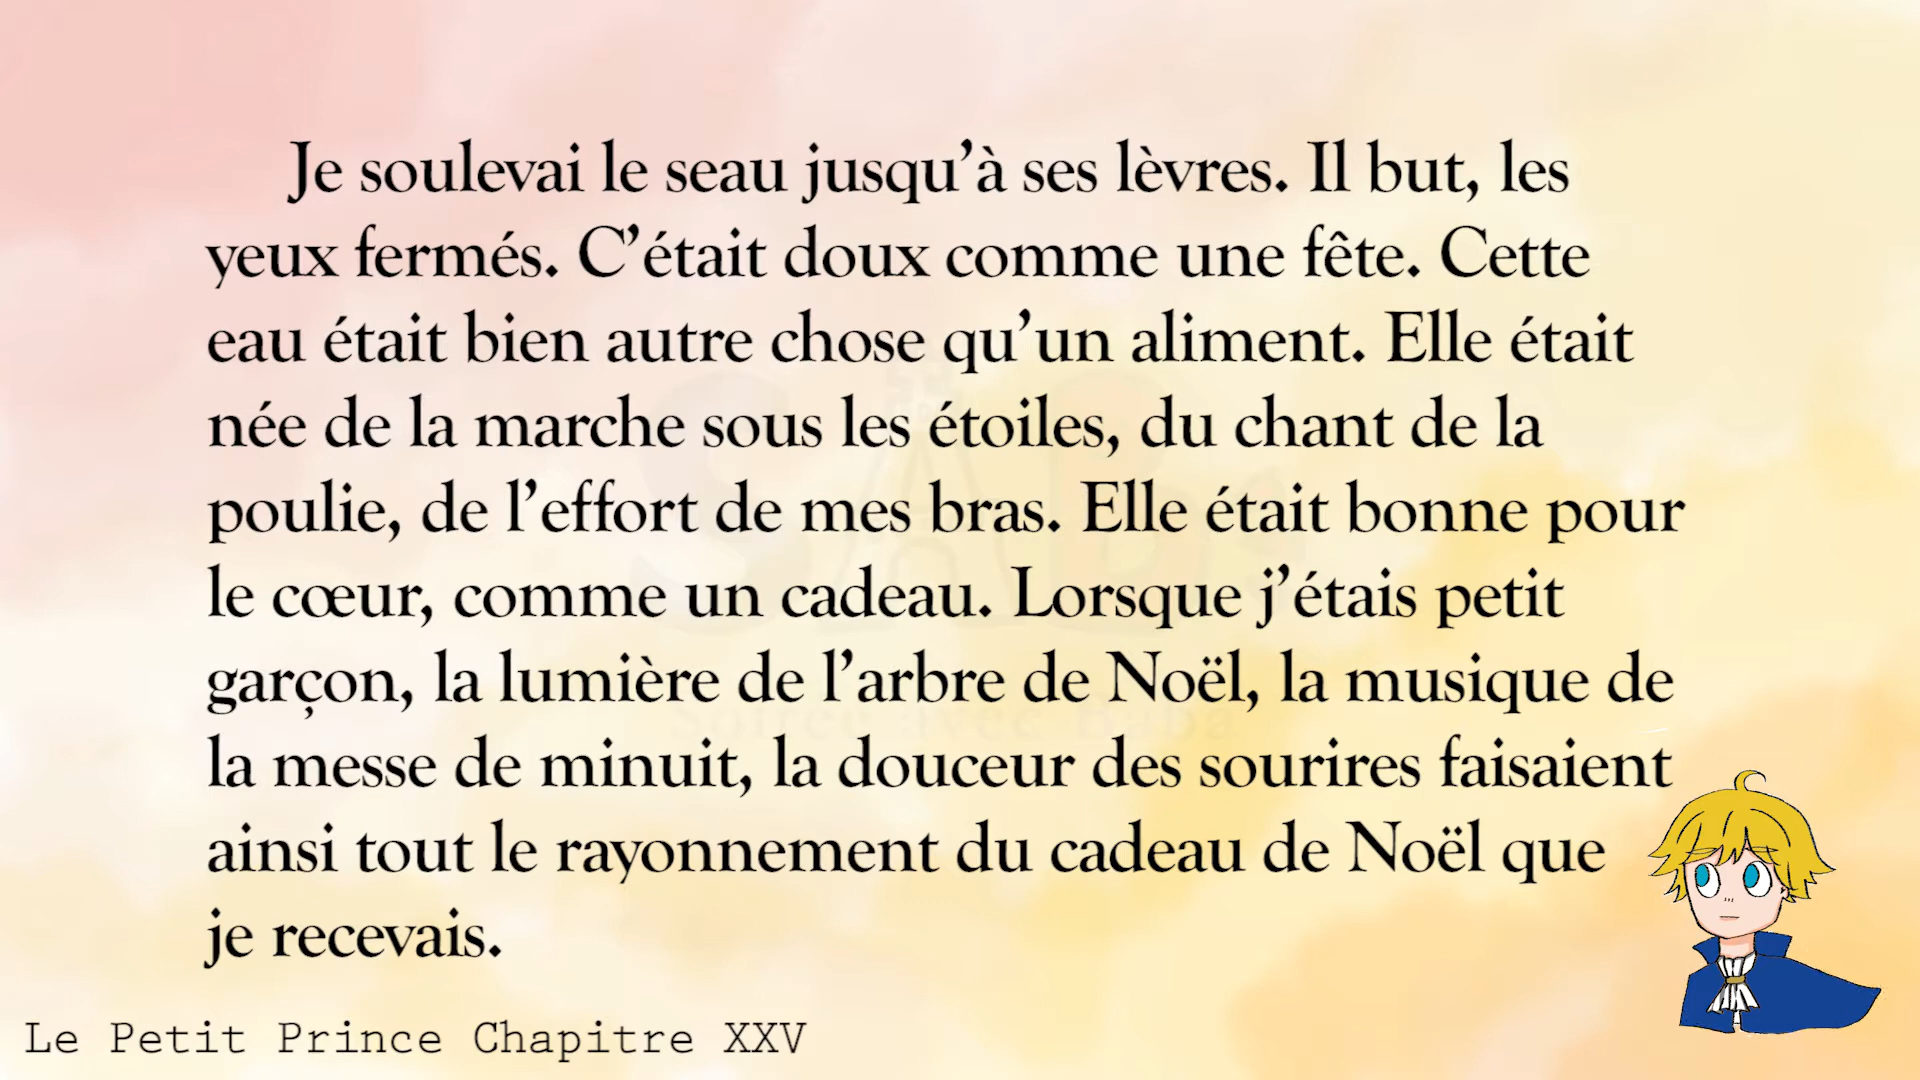 Je soulevai le seau jusqu’à ses lèvres. Il but, les
yeux fermés. C’était doux comme une fête. Cette
eau était bien autre chose qu’un aliment. Elle était
née de la marche sous les étoiles, du chant de la
poulie, de l’effort de mes bras. Elle était bonne pour
le cœur, comme un cadeau. Lorsque j’étais petit
garçon, la lumière de l’arbre de Noël, la musique de
la messe de minuit, la douceur des sourires faisaient
ainsi tout le rayonnement du cadeau de Noël que
je recevais.
Soirée avec Baba
Le Petit Prince Chapitre XXV